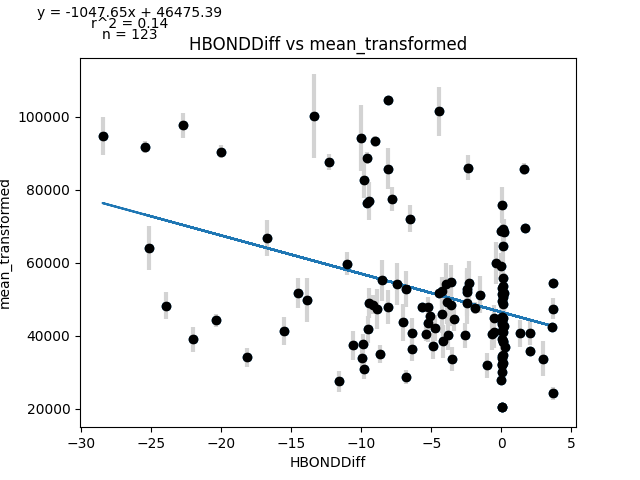 y = -1047.65x + 46475.39
r^2 = 0.14
n = 123
HBONDDiff vs mean_transformed
mean_transformed
100000
80000
60000
40000
20000
−30
−25
−20
−15
−10
−5
0
5
HBONDDiff